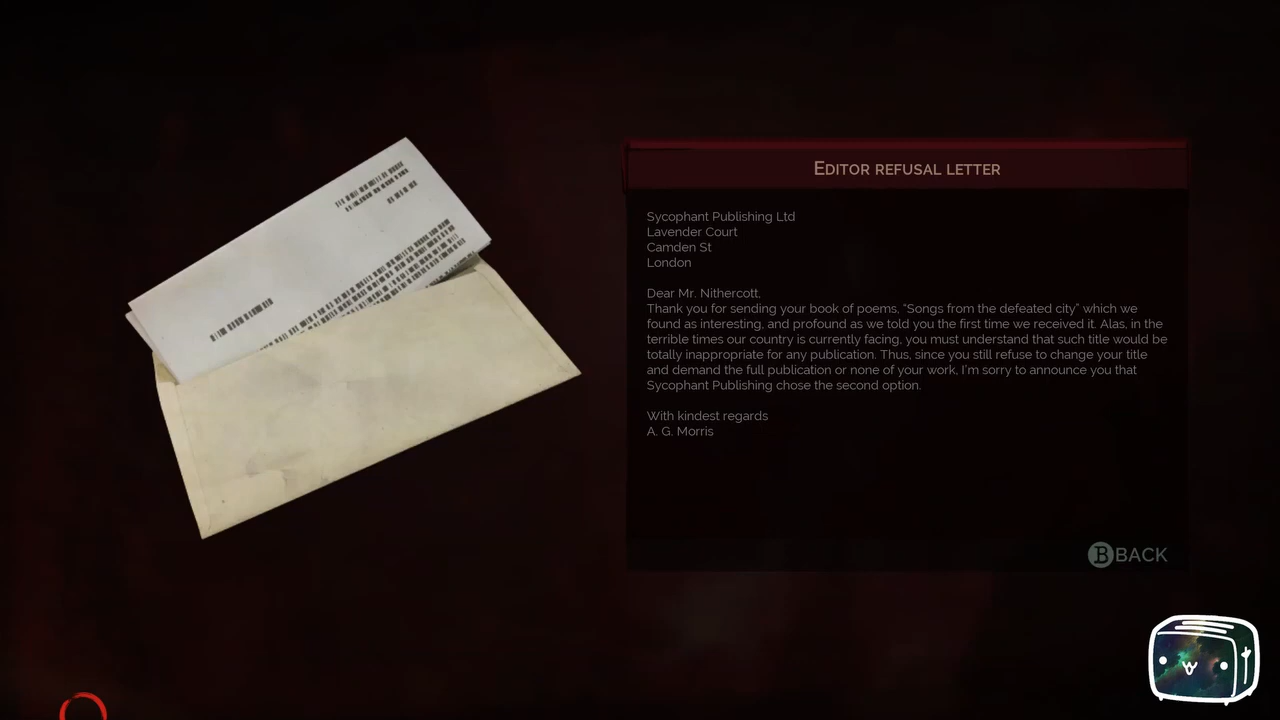 EDITOR REFUSAL LETTER
Sycophant Publishing Ltd
Lavender Court
Camden St
London
Dear Mr. Nithercott.
Thank you for sending your book of poems, “Songs from the defeated city” which we
found as interesting, and profound as we told you the first time we received it. Alas, in the
terrible times our country is currently facing, you must understand that such title would be
totally inappropriate for any publication. Thus, since you still refuse to change your title
and demand the full publication or none of your work, I'm sorry to announce you that
Sycophant Publishing chose the second option.
With kindest regards
A. G. Morris
B BACK